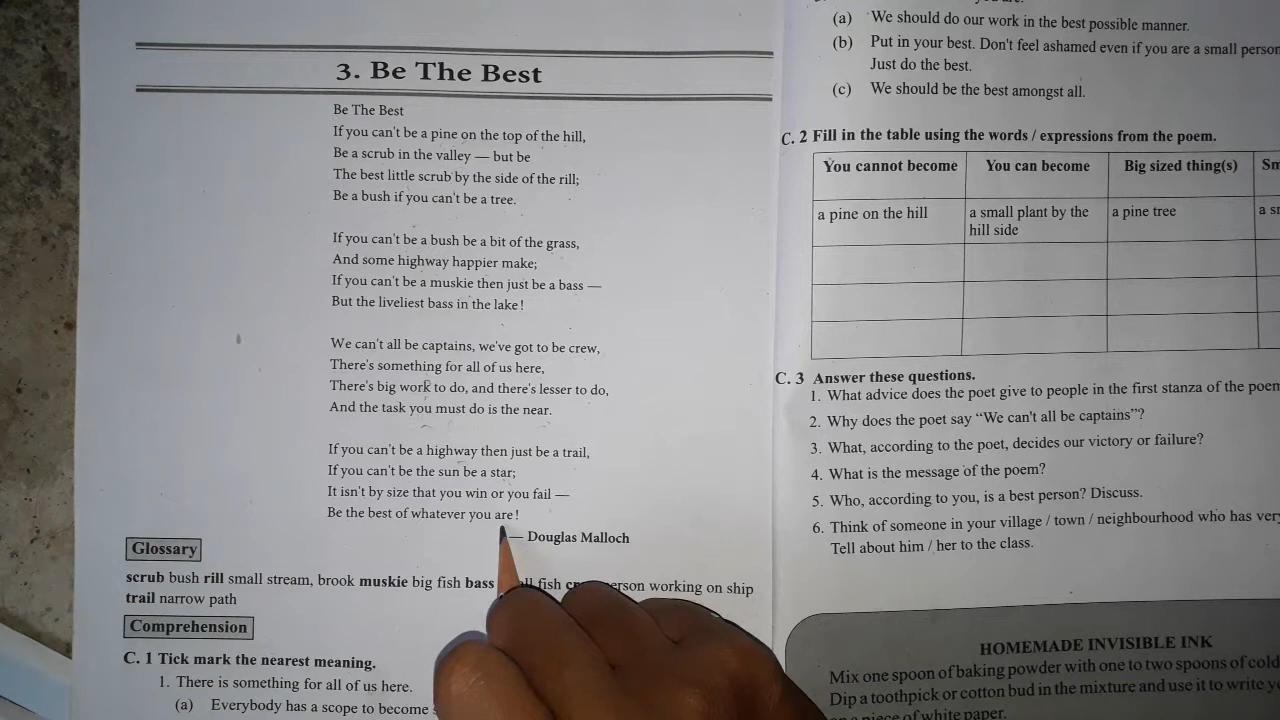 3. Be The Best
Be The Best
If you can't be a pine on the top of the hill,
Be a scrub in the valley — but be
The best little scrub by the side of the rill;
Be a bush if you can't be a tree.
If you can't be a bush be a bit of the grass,
And some highway happier make;
If you can't be a muskie then just be a bass —
But the liveliest bass in the lake!
We can't all be captains, we've got to be crew,
There's something for all of us here,
There's big work to do, and there's lesser to do,
And the task you must do is the near.
If you can't be a highway then just be a trail,
If you can't be the sun be a star;
It isn't by size that you win or you fail —
Be the best of whatever you are!
— Douglas Malloch
Glossary
scrub bush rill small stream, brook muskie big fish bass fish working on ship
trail narrow path
Comprehension
C. 1 Tick mark the nearest meaning.
1. There is something for all of us here.
(a) Everybody has a scope to become
(a) We should do our work in the best possible manner.
(b) Put in your best. Don't feel ashamed even if you are a small person
Just do the best.
(c) We should be the best amongst all.
C. 2 Fill in the table using the words / expressions from the poem.
You cannot become You can become Big sized thing(s)
a pine on the hill a small plant by the a pine tree
hill side
C. 3 Answer these questions.
1. What advice does the poet give to people in the first stanza of the
2. Why does the poet say “We can't all be captains”?
3. What, according to the poet, decides our victory or failure?
4. What is the message of the poem?
5. Who, according to you, is a best person? Discuss.
6. Think of someone in your village / town / neighbourhood who has
Tell about him / her to the class.
HOMEMADE INVISIBLE INK
Mix one spoon of baking powder with one to two spoons of cold
Dip a toothpick or cotton bud in the mixture and use it to write
piece of white paper.